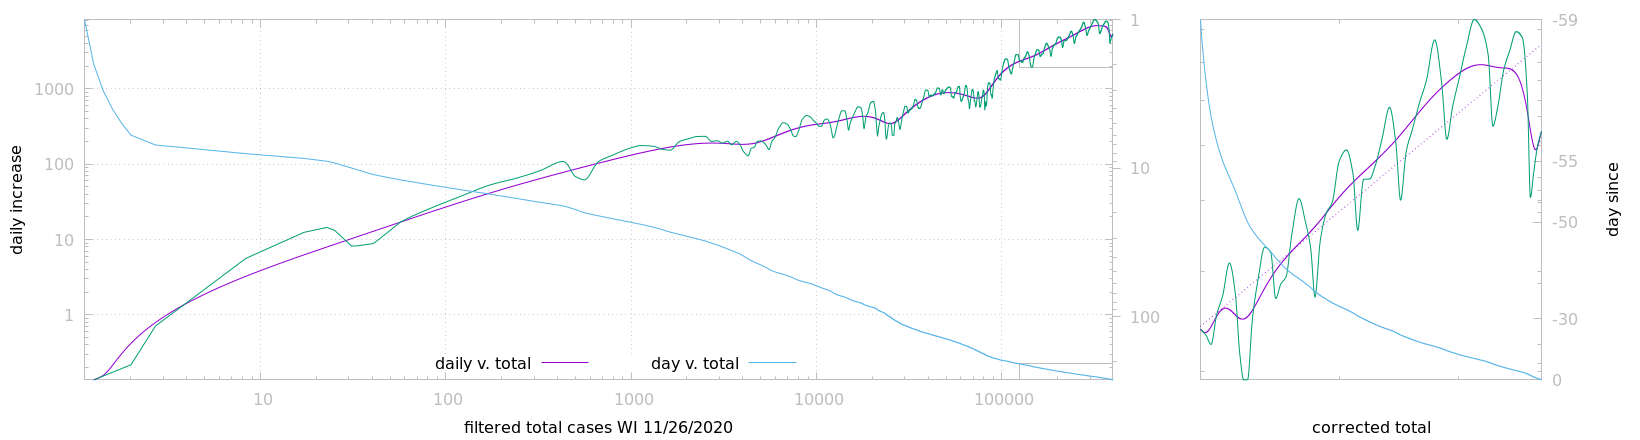 1
-59
1000
10
-55
100
-50
10
daily increase
day since
1
100
-30
daily v. total
day v. total
0
10
100
1000
10000
100000
filtered total cases WI 11/26/2020
corrected total